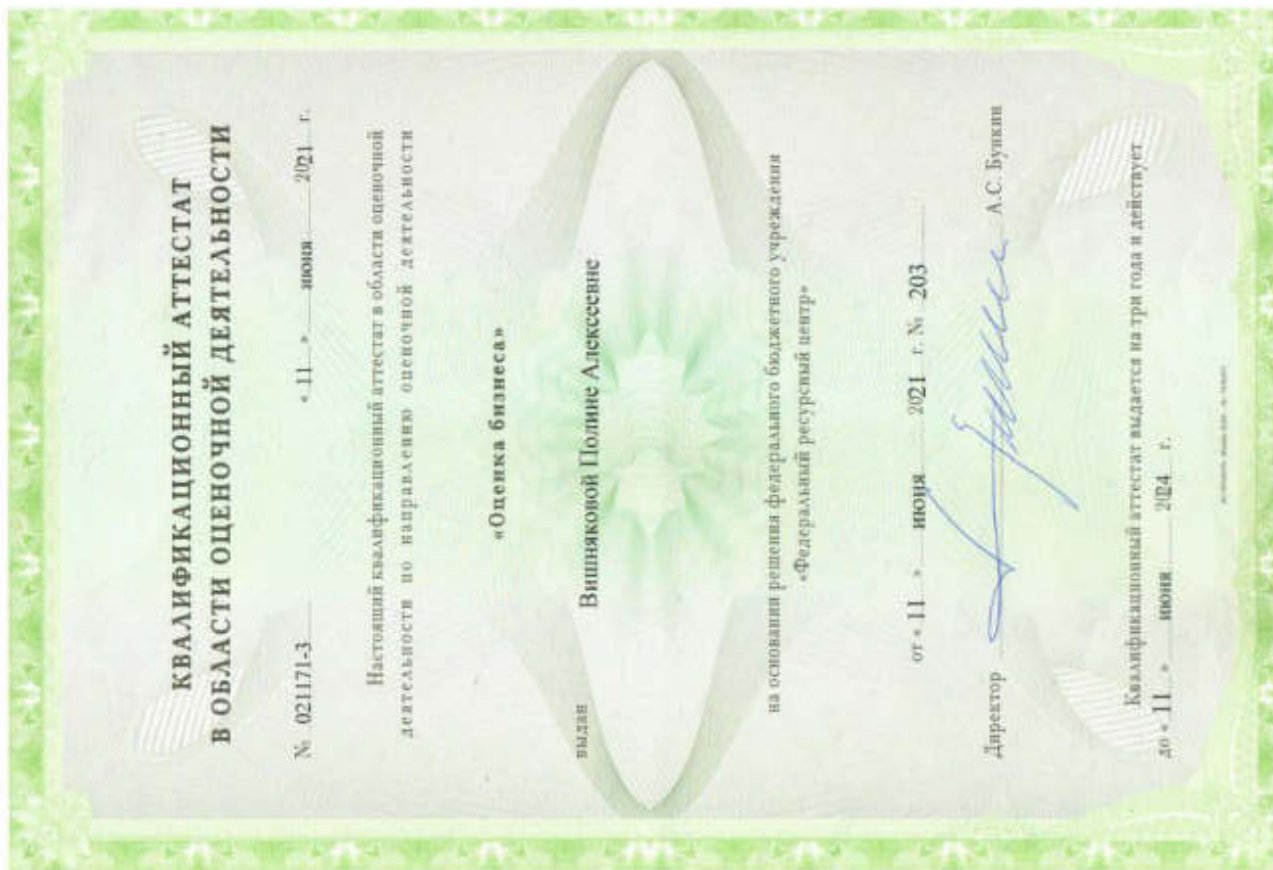 КВАЛИФИКАЦИОННЫЙ АТТЕСТАТ
В ОБЛАСТИ ОЦЕНОЧНОЙ ДЕЯТЕЛЬНОСТИ
№ 021171-3 « 11 » июня 2021 г.
Настоящий квалификационный аттестат в области оценочной
деятельности по направлению оценочной деятельности
«Оценка бизнеса»
выдан Вишняковой Полине Алексеевне
на основании решения федерального бюджетного учреждения
«Федеральный ресурсный центр»
от « 11 » июня 2021 г. № 203
Директор А.С. Бункин
Квалификационный аттестат выдается на три года и действует
до « 11 » июня 2024 г.